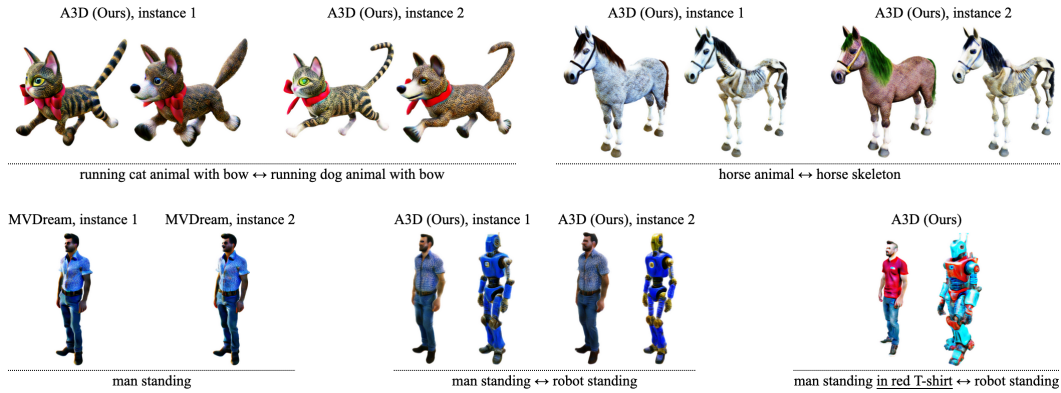 A3D (Ours), instance 1
A3D (Ours), instance 2
A3D (Ours), instance 1
A3D (Ours), instance 2
running cat animal with bow ↔ running dog animal with bow
horse animal ↔ horse skeleton
MVDream, instance 1
MVDream, instance 2
A3D (Ours), instance 1
A3D (Ours), instance 2
A3D (Ours)
man standing
man standing ↔ robot standing
man standing in red T-shirt ↔ robot standing